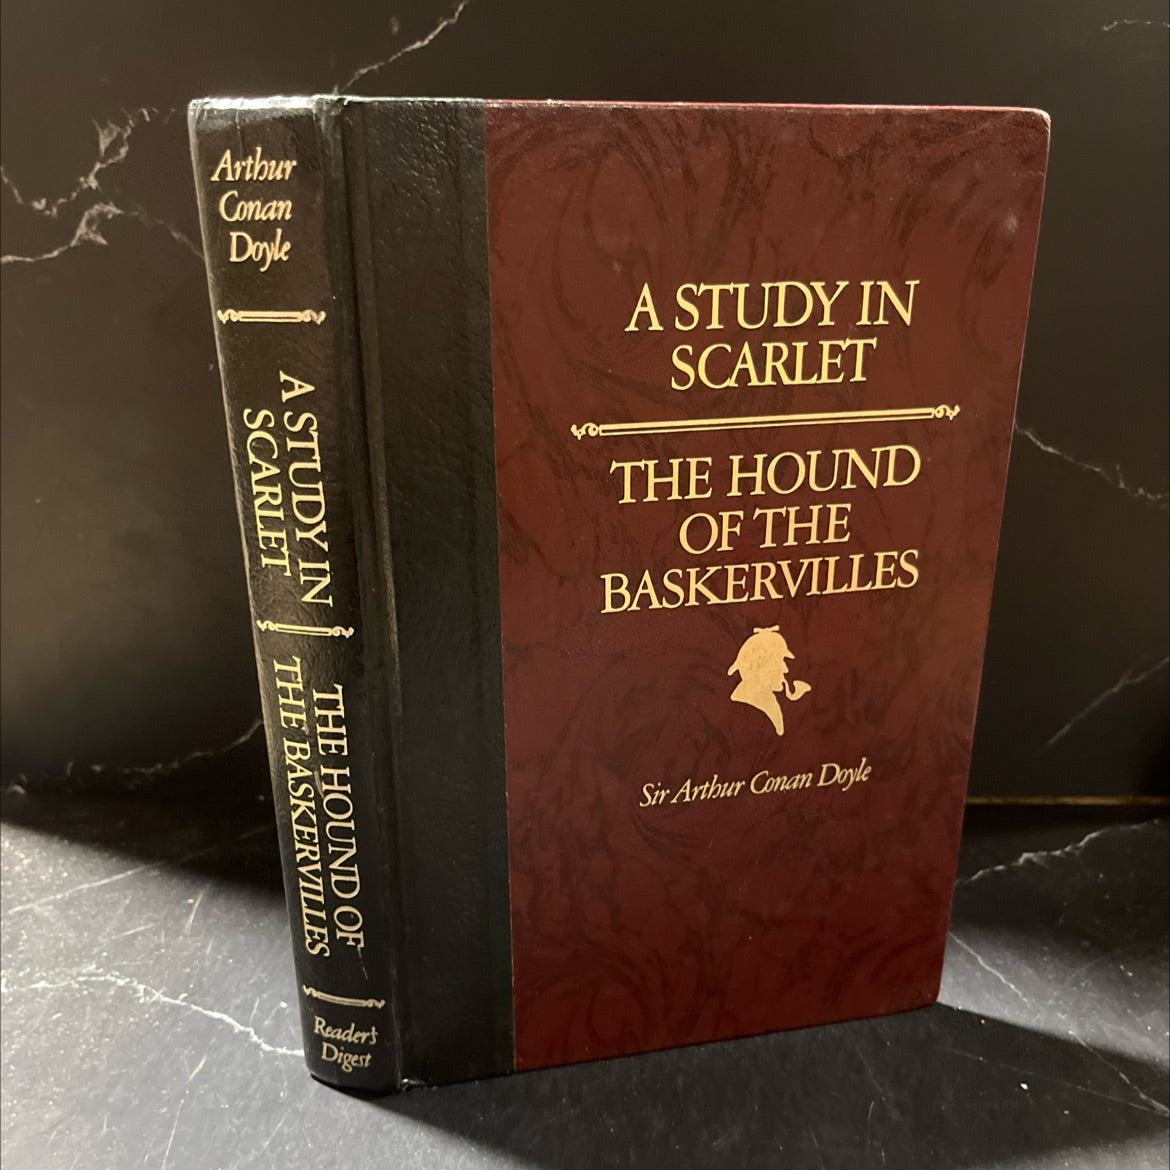 Arthur
Conan
Doyle
A STUDY IN
SCARLET
THE HOUND OF
THE BASKERVILLES
Reader's
Digest
A STUDY IN
SCARLET
THE HOUND
OF THE
BASKERVILLES
Sir Arthur Conan Doyle